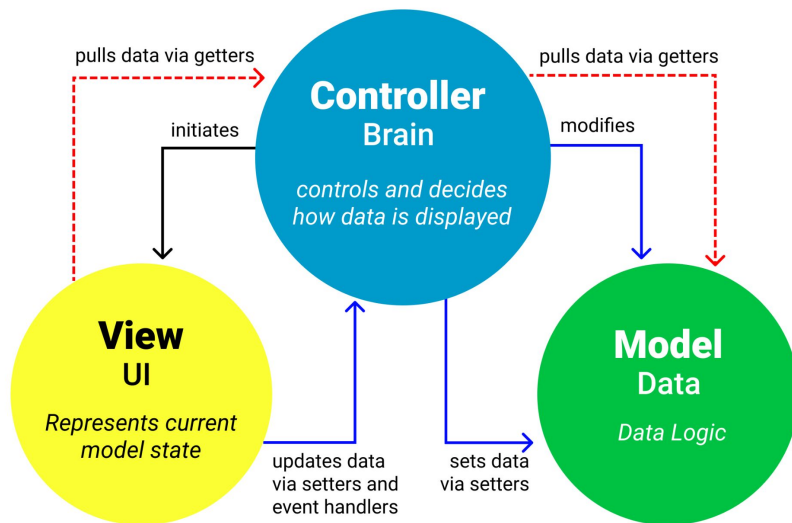 pulls data via getters
pulls data via getters
Controller
Brain
initiates
modifies
controls and decides
how data is displayed
View
UI
Represents current
model state
Model
Data
Data Logic
updates data
via setters and
event handlers
sets data
via setters